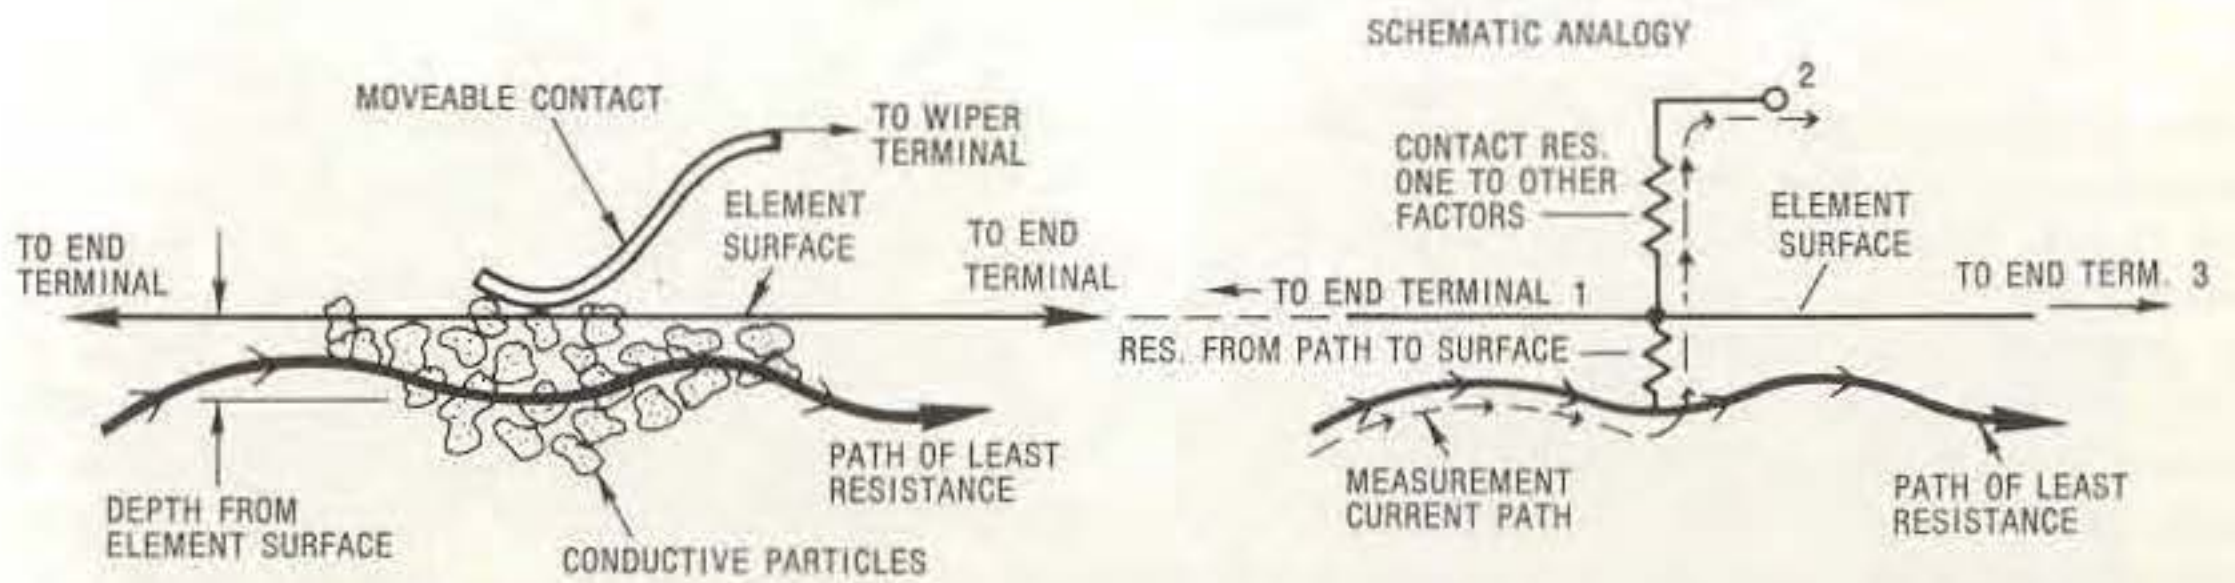 SCHEMATIC ANALOGY
MOVEABLE CONTACT
TO WIPER
TERMINAL
ELEMENT
SURFACE
TO END
TERMINAL
TO END
TERMINAL
DEPTH FROM
ELEMENT SURFACE
CONDUCTIVE PARTICLES
PATH OF LEAST
RESISTANCE
2
CONTACT RES.
ONE TO OTHER
FACTORS
ELEMENT
SURFACE
TO END TERMINAL 1
TO END TERM. 3
RES. FROM PATH TO SURFACE
MEASUREMENT
CURRENT PATH
PATH OF LEAST
RESISTANCE